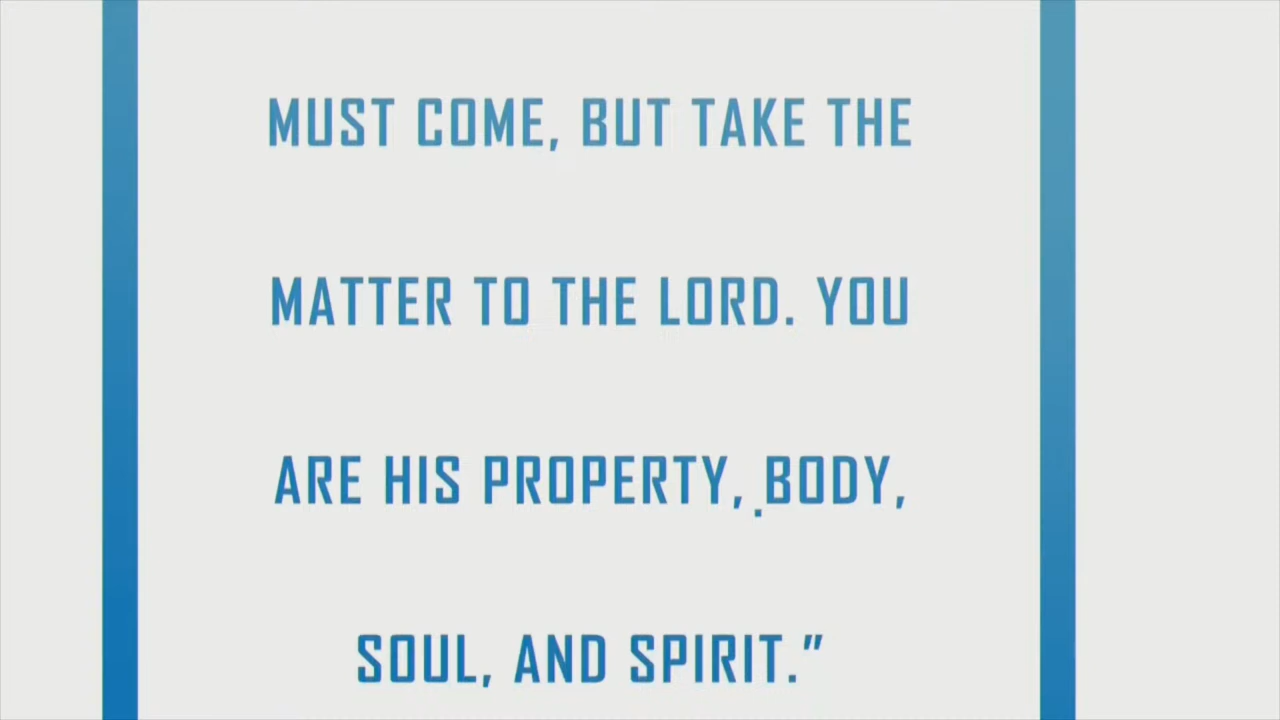 MUST COME, BUT TAKE THE
MATTER TO THE LORD. YOU
ARE HIS PROPERTY, BODY,
SOUL, AND SPIRIT.”